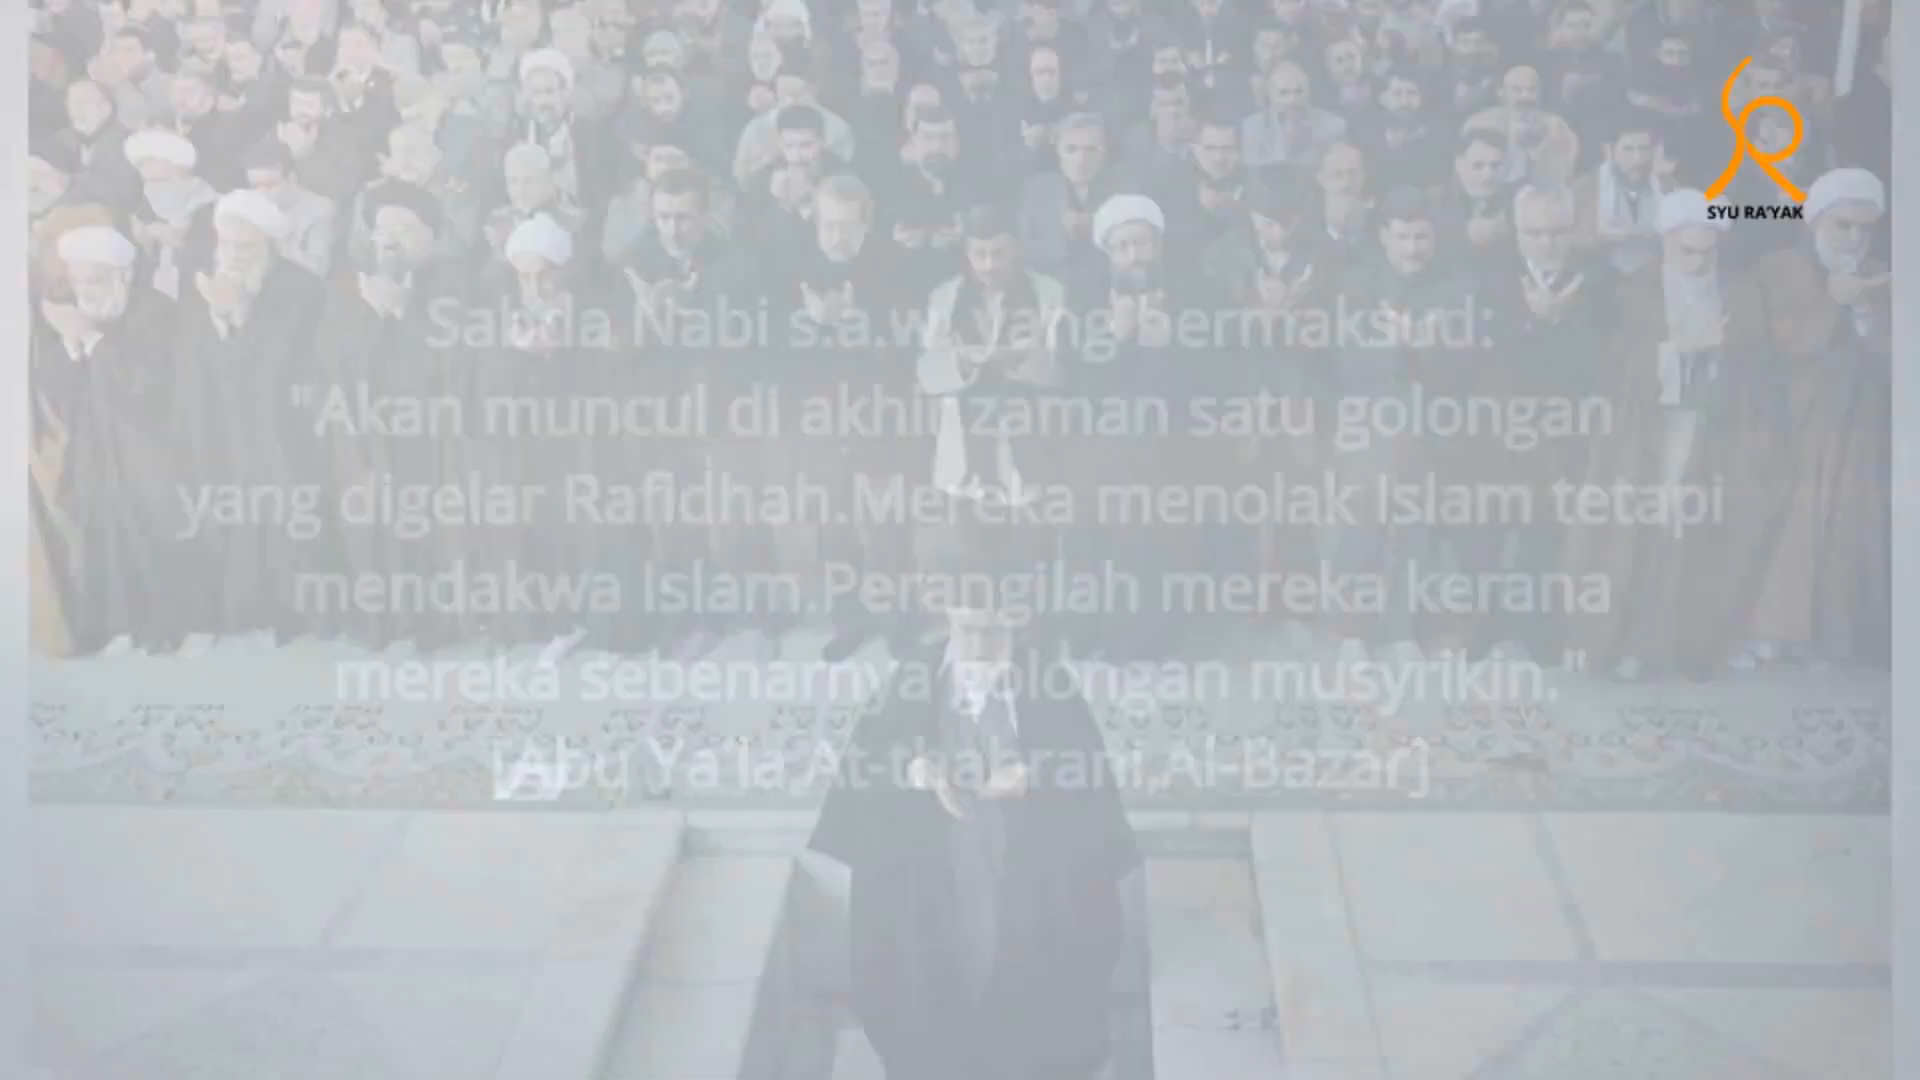 SYU RA'YAK
Sabda Nabi s.a.w. yang bermaksud:
"Akan muncul di akhir zaman satu golongan
yang digelar Rafidhah.Mereka menolak Islam tetapi
mendakwa Islam.Perangilah mereka kerana
mereka sebenarnya golongan musyrikin."
[Abu Ya'la,At-thabrani,Al-Bazar]